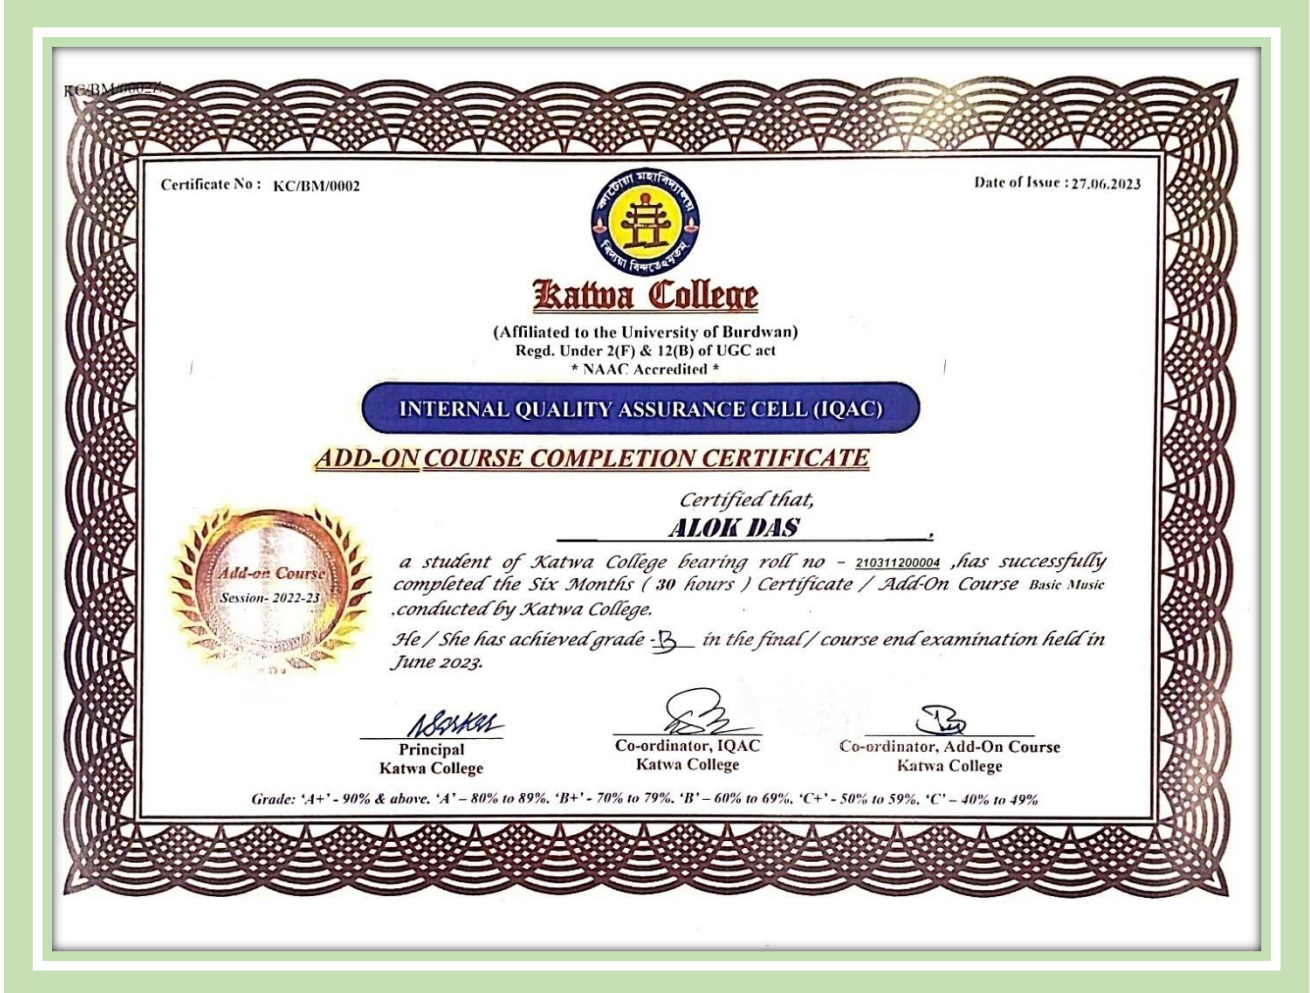 Certificate No : KC/BM/0002
Date of Issue : 27.06.2023
কাটোয়া মহাবিদ্যালয়
Katwa College
(Affiliated to the University of Burdwan)
Regd. Under 2(F) & 12(B) of UGC act
* NAAC Accredited *
INTERNAL QUALITY ASSURANCE CELL (IQAC)
ADD-ON COURSE COMPLETION CERTIFICATE
Certified that,
ALOK DAS ,
Add-on Course
Session- 2022-23
a student of Katwa College bearing roll no – 210311200004 ,has successfully
completed the Six Months ( 30 hours ) Certificate / Add-On Course Basic Music
,conducted by Katwa College.
He / She has achieved grade - B in the final / course end examination held in
June 2023.
Principal
Katwa College
Co-ordinator, IQAC
Katwa College
Co-ordinator, Add-On Course
Katwa College
Grade: ‘A+’ - 90% & above, ‘A’ – 80% to 89%, ‘B+’ - 70% to 79%, ‘B’ – 60% to 69%, ‘C+’ - 50% to 59%, ‘C’ – 40% to 49%